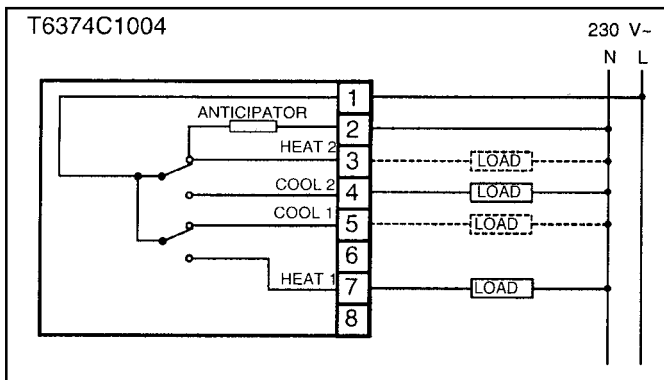 T6374C1004
230 V~
N L
1
ANTICIPATOR
2
HEAT 2
3 LOAD
COOL 2
4 LOAD
COOL 1
5 LOAD
6
HEAT 1
7 LOAD
8